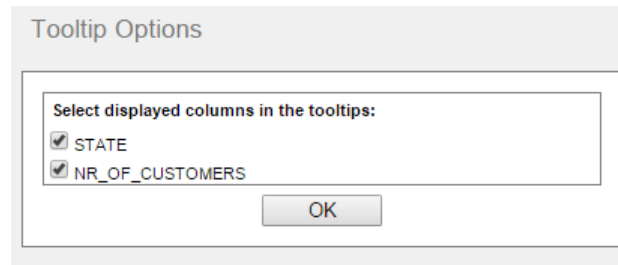 Tooltip Options
Select displayed columns in the tooltips:
STATE
NR_OF_CUSTOMERS
OK